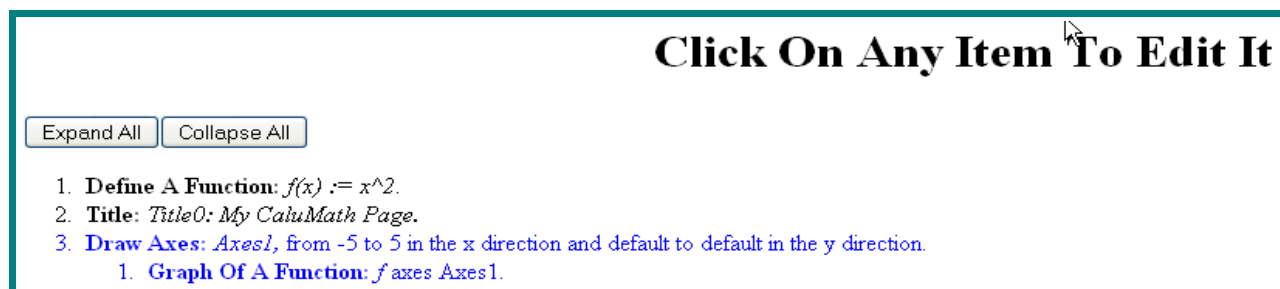 Click On Any Item To Edit It
Expand All Collapse All
1. Define A Function: f(x) := x^2.
2. Title: Title0: My CaluMath Page.
3. Draw Axes: Axes1, from -5 to 5 in the x direction and default to default in the y direction.
1. Graph Of A Function: f axes Axes1.